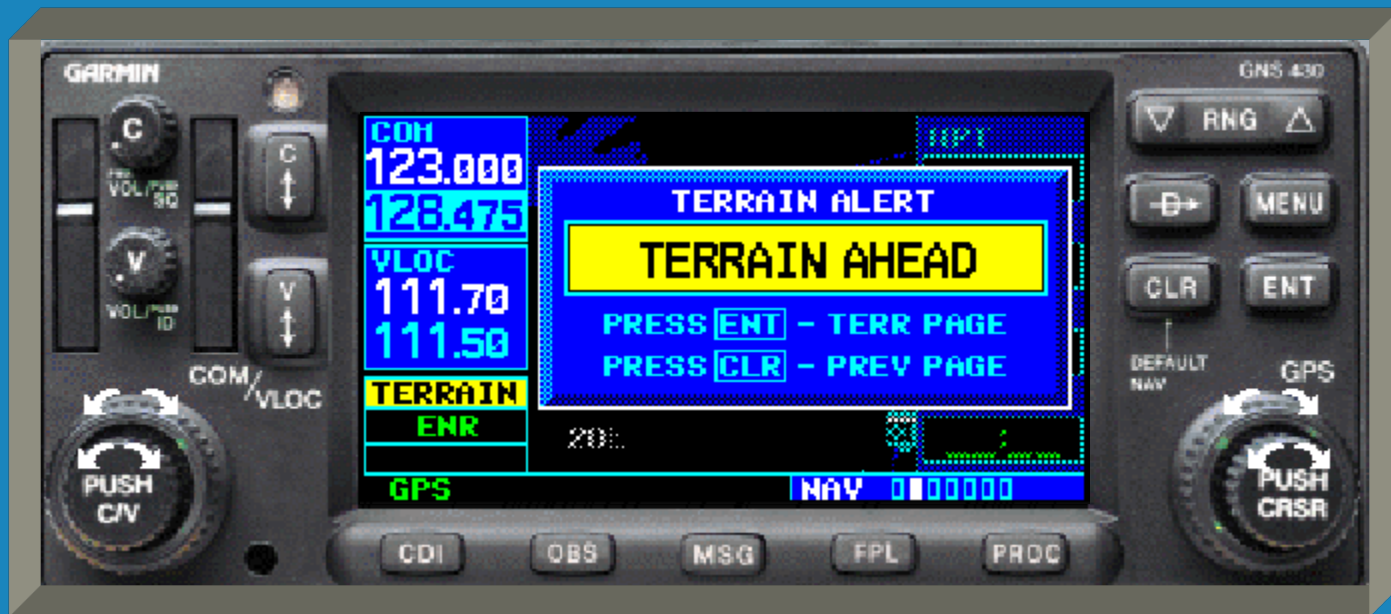 GARMIN
GNS 430
C
VOL/PUSH SQ
V
VOL/PUSH ID
C
V
COM/VLOC
PUSH
C/V
COM
123.000
128.475
VLOC
111.70
111.50
TERRAIN
ENR
GPS
TERRAIN ALERT
TERRAIN AHEAD
PRESS ENT - TERR PAGE
PRESS CLR - PREV PAGE
NAV
RNG
MENU
CLR
ENT
DEFAULT
NAV
GPS
PUSH
CRSR
CDI
OBS
MSG
FPL
PROC